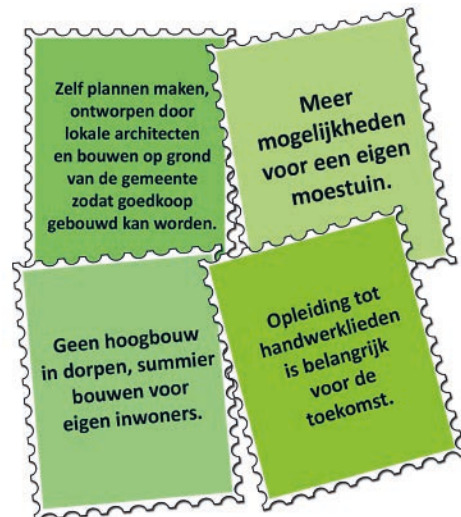 Zelf plannen maken,
ontworpen door
lokale architecten
en bouwen op grond
van de gemeente
zodat goedkoop
gebouwd kan worden.
Meer
mogelijkheden
voor een eigen
moestuin.
Geen hoogbouw
in dorpen, summier
bouwen voor
eigen inwoners.
Opleiding tot
handwerklieden
is belangrijk
voor de
toekomst.